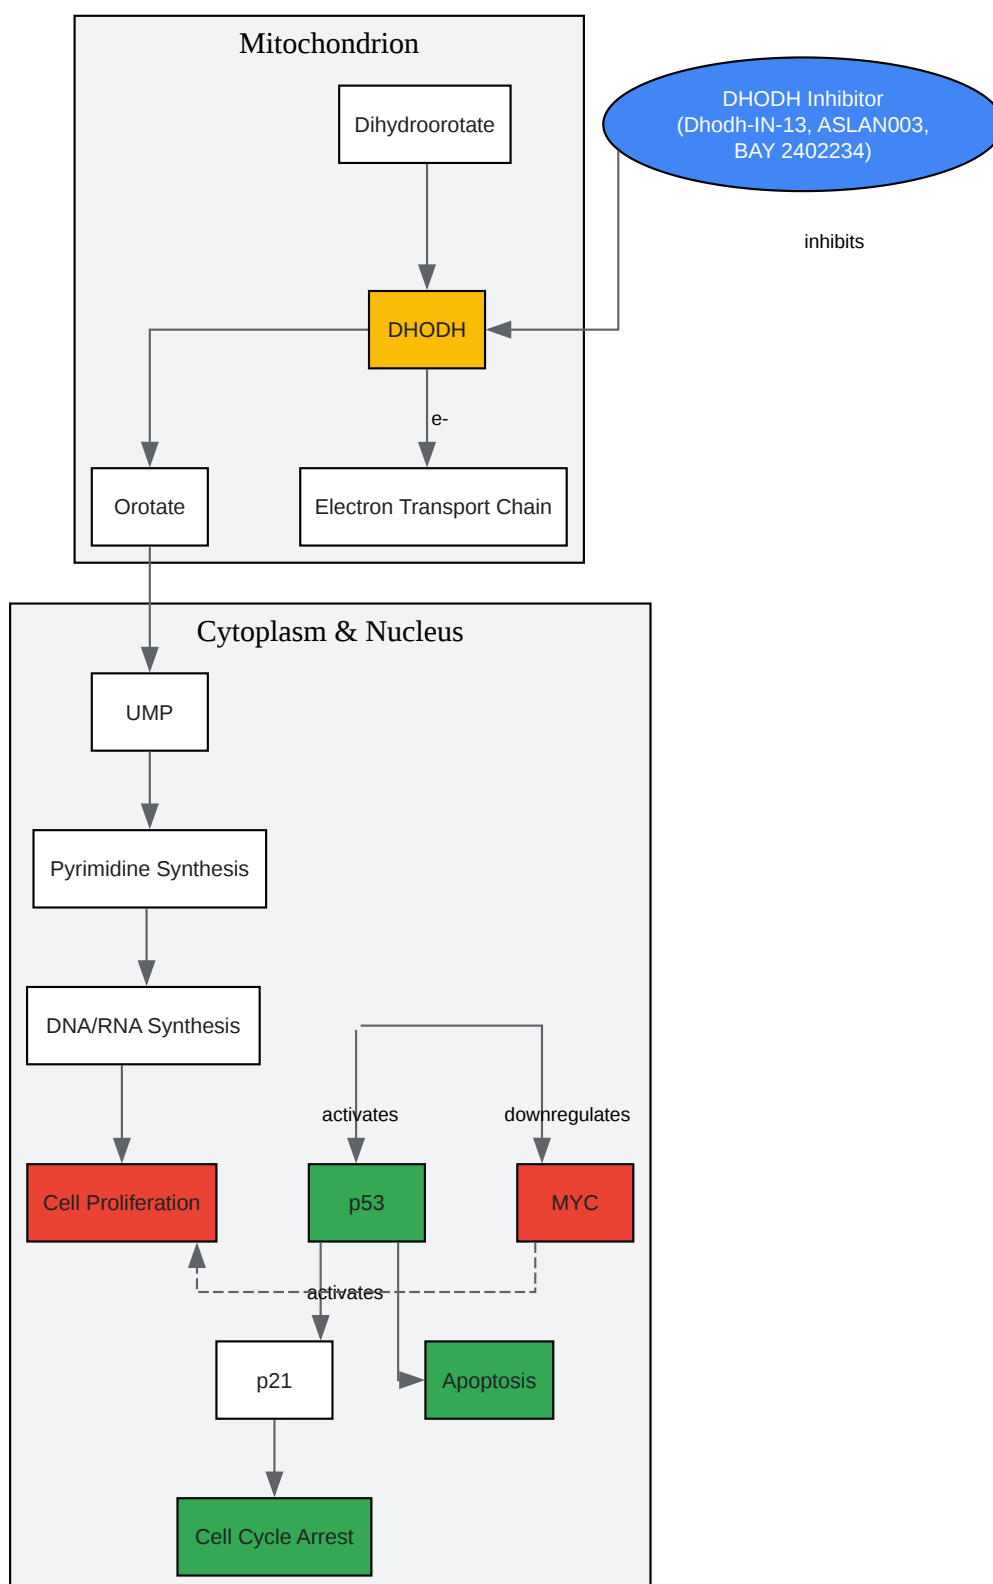 Mitochondrion
Dihydroorotate
DHODH Inhibitor
(Dhodh-IN-13, ASLAN003,
BAY 2402234)
inhibits
DHODH
e-
Orotate
Electron Transport Chain
Cytoplasm & Nucleus
UMP
Pyrimidine Synthesis
DNA/RNA Synthesis
activates
downregulates
Cell Proliferation
p53
MYC
activates
p21
Apoptosis
Cell Cycle Arrest